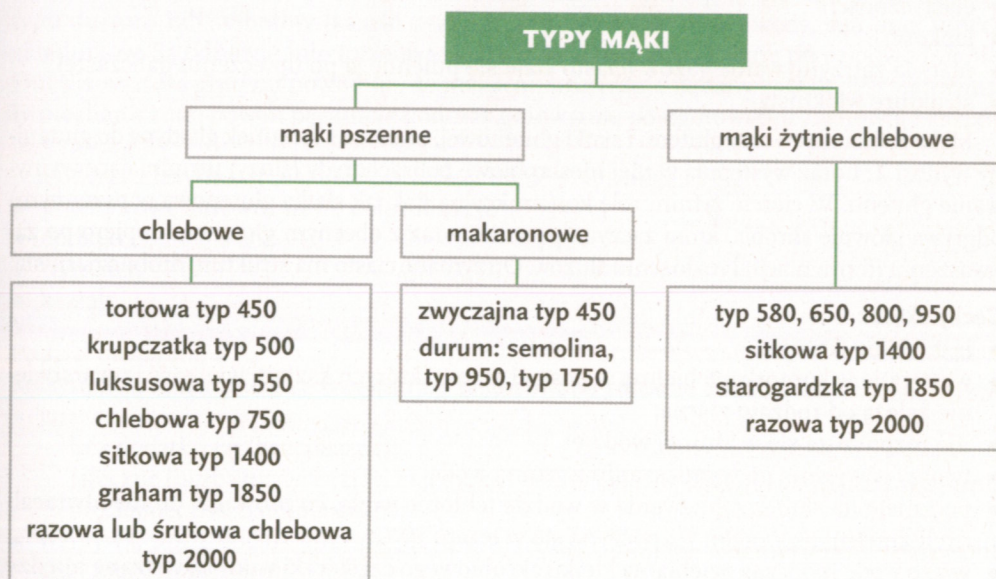 TYPY MĄKI
mąki pszenne
mąki żytnie chlebowe
chlebowe
makaronowe
tortowa typ 450
krupczatka typ 500
luksusowa typ 550
chlebowa typ 750
sitkowa typ 1400
graham typ 1850
razowa lub śrutowa chlebowa
typ 2000
zwyczajna typ 450
durum: semolina,
typ 950, typ 1750
typ 580, 650, 800, 950
sitkowa typ 1400
starogardzka typ 1850
razowa typ 2000